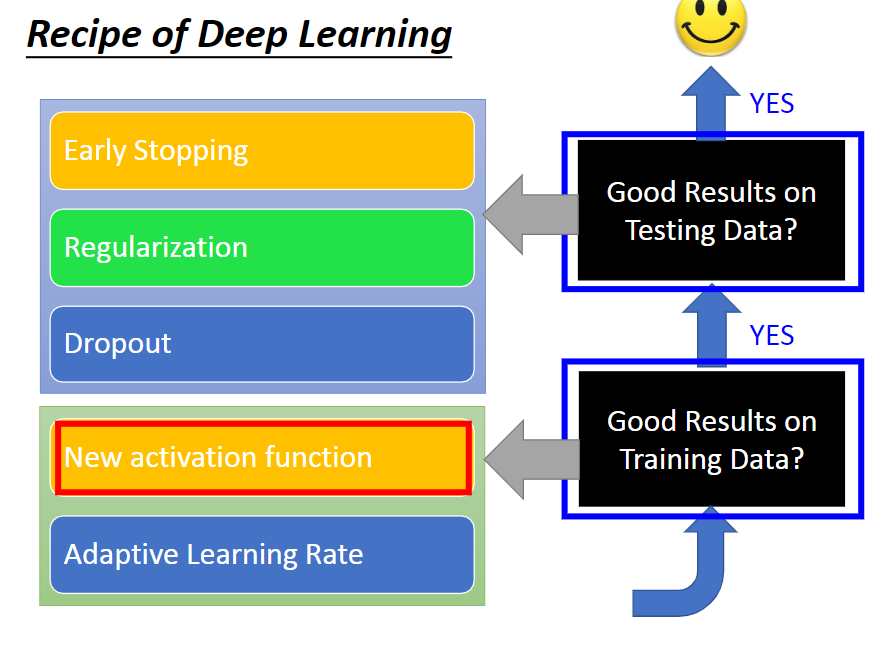 Recipe of Deep Learning
YES
Early Stopping
Good Results on
Testing Data?
Regularization
YES
Dropout
Good Results on
Training Data?
New activation function
Adaptive Learning Rate